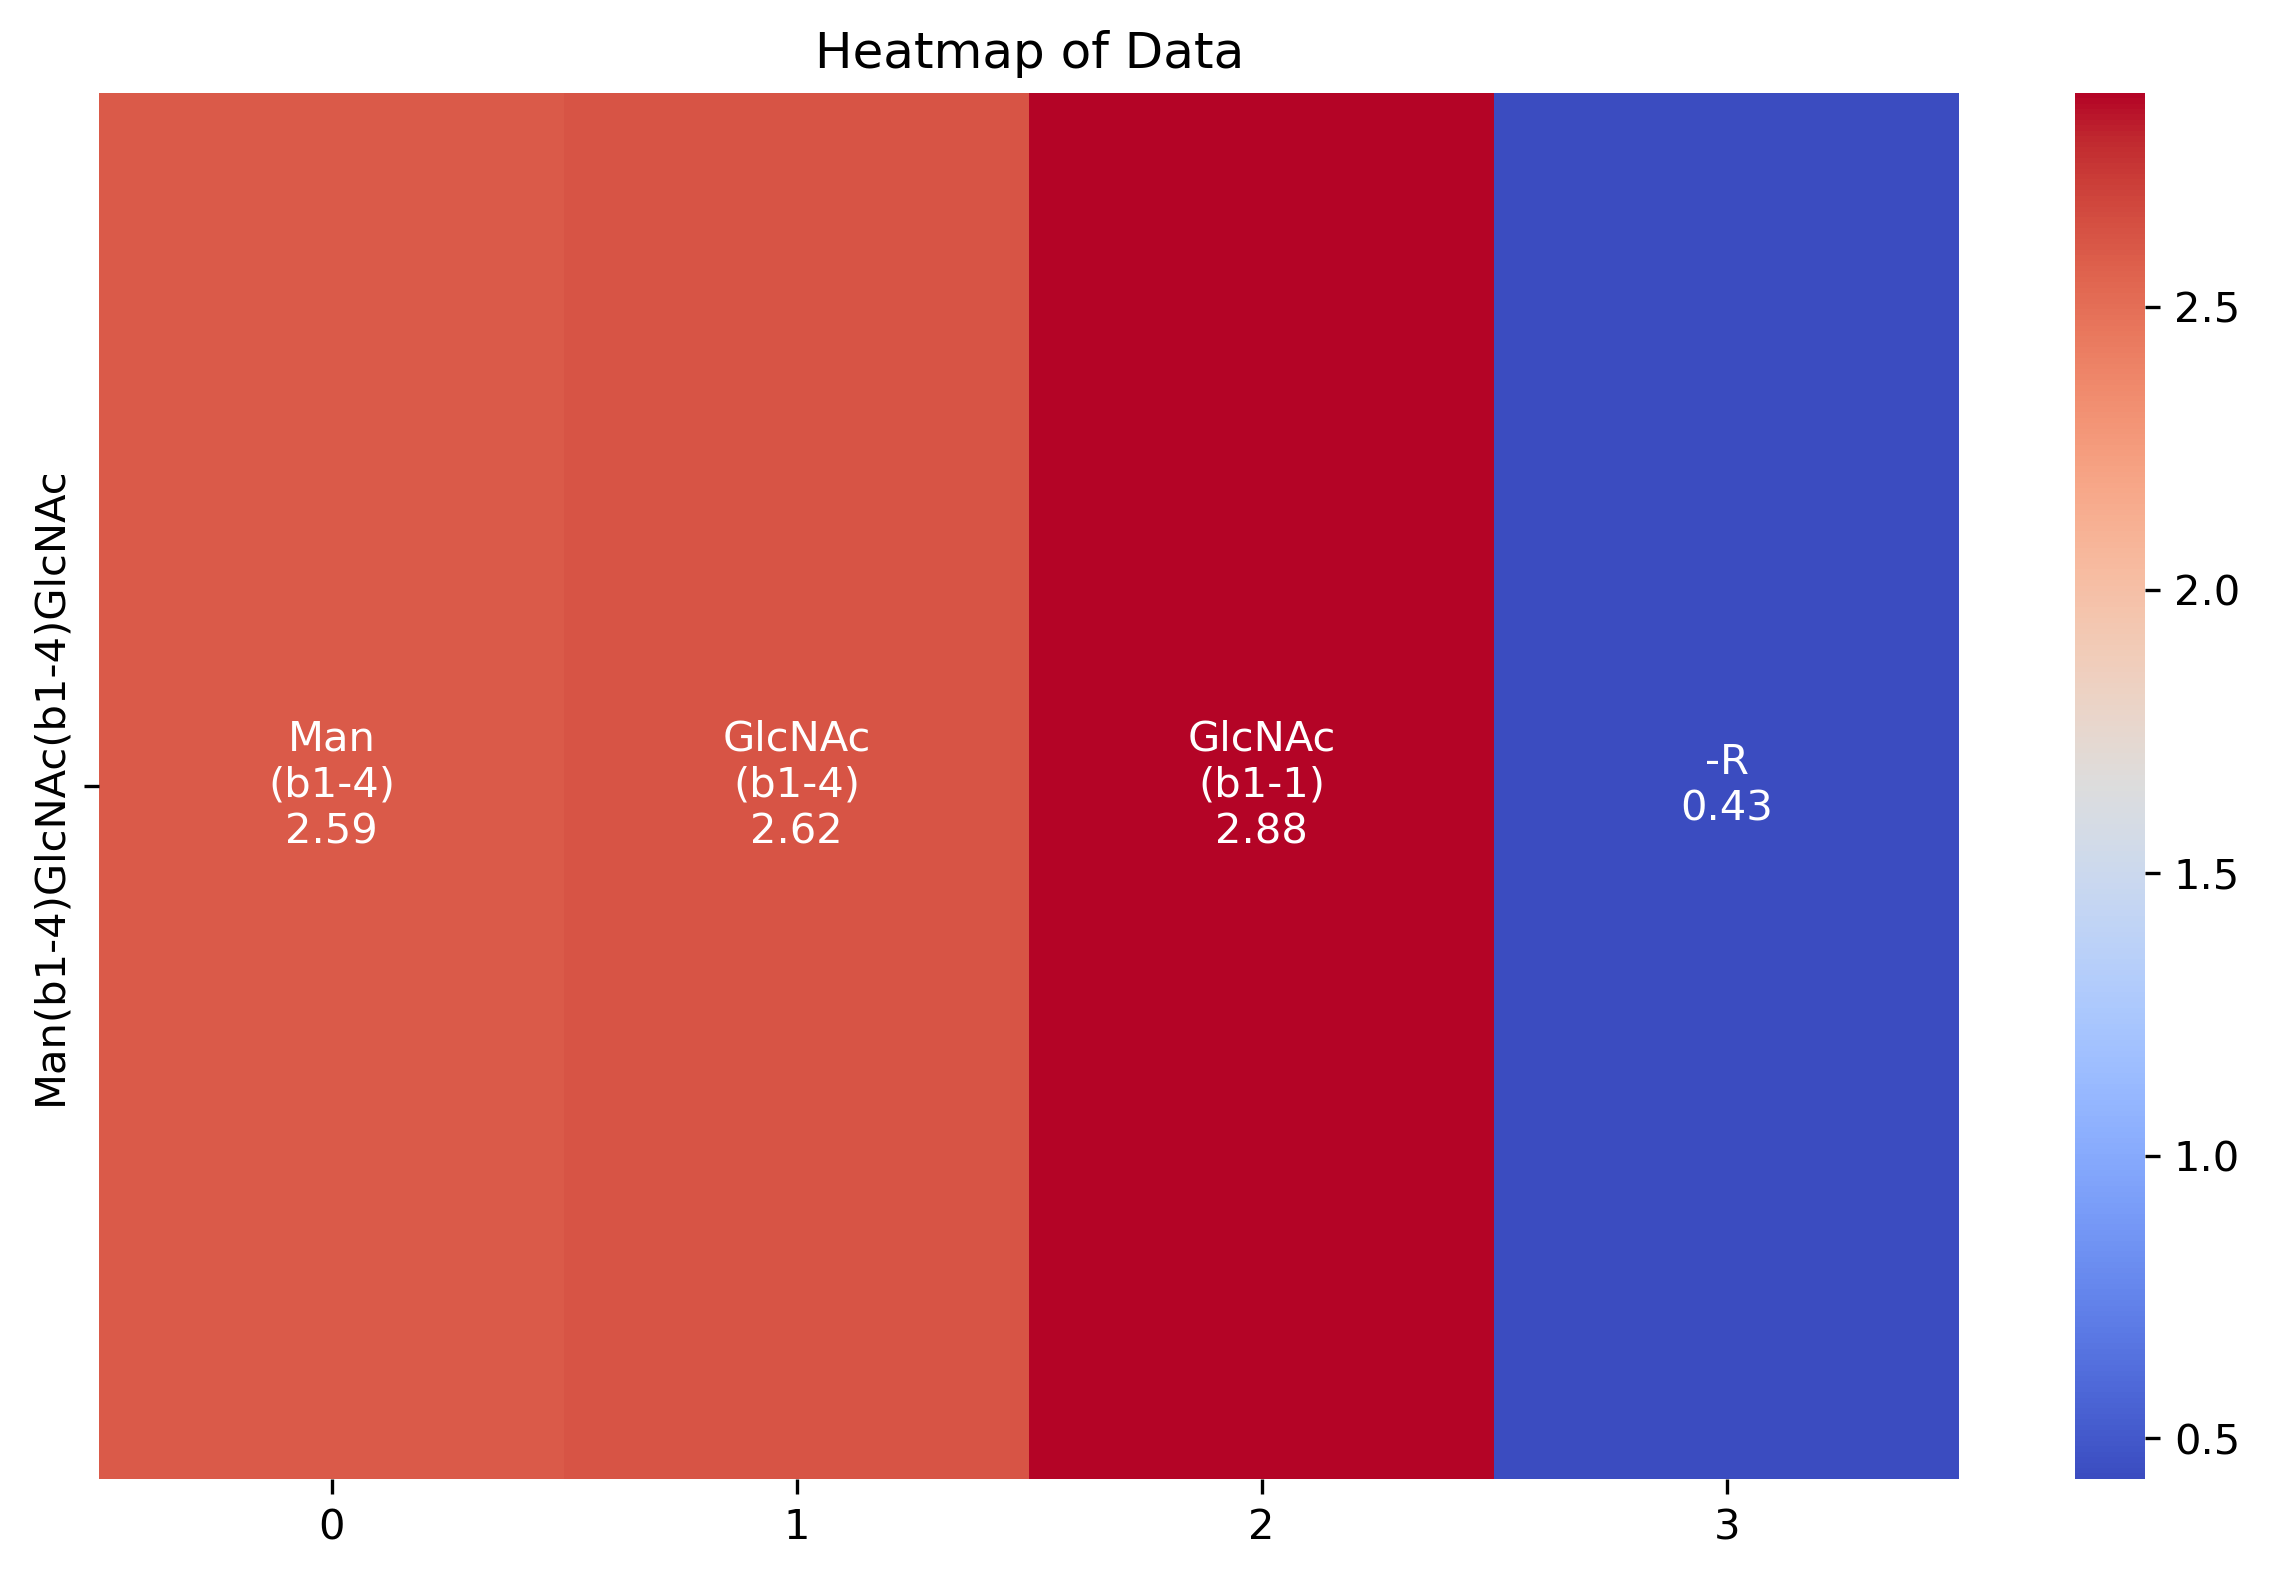 Heatmap of Data
Man(b1-4)GlcNAc(b1-4)GlcNAc
Man
(b1-4)
2.59
GlcNAc
(b1-4)
2.62
GlcNAc
(b1-1)
2.88
-R
0.43
0
1
2
3
2.5
2.0
1.5
1.0
0.5